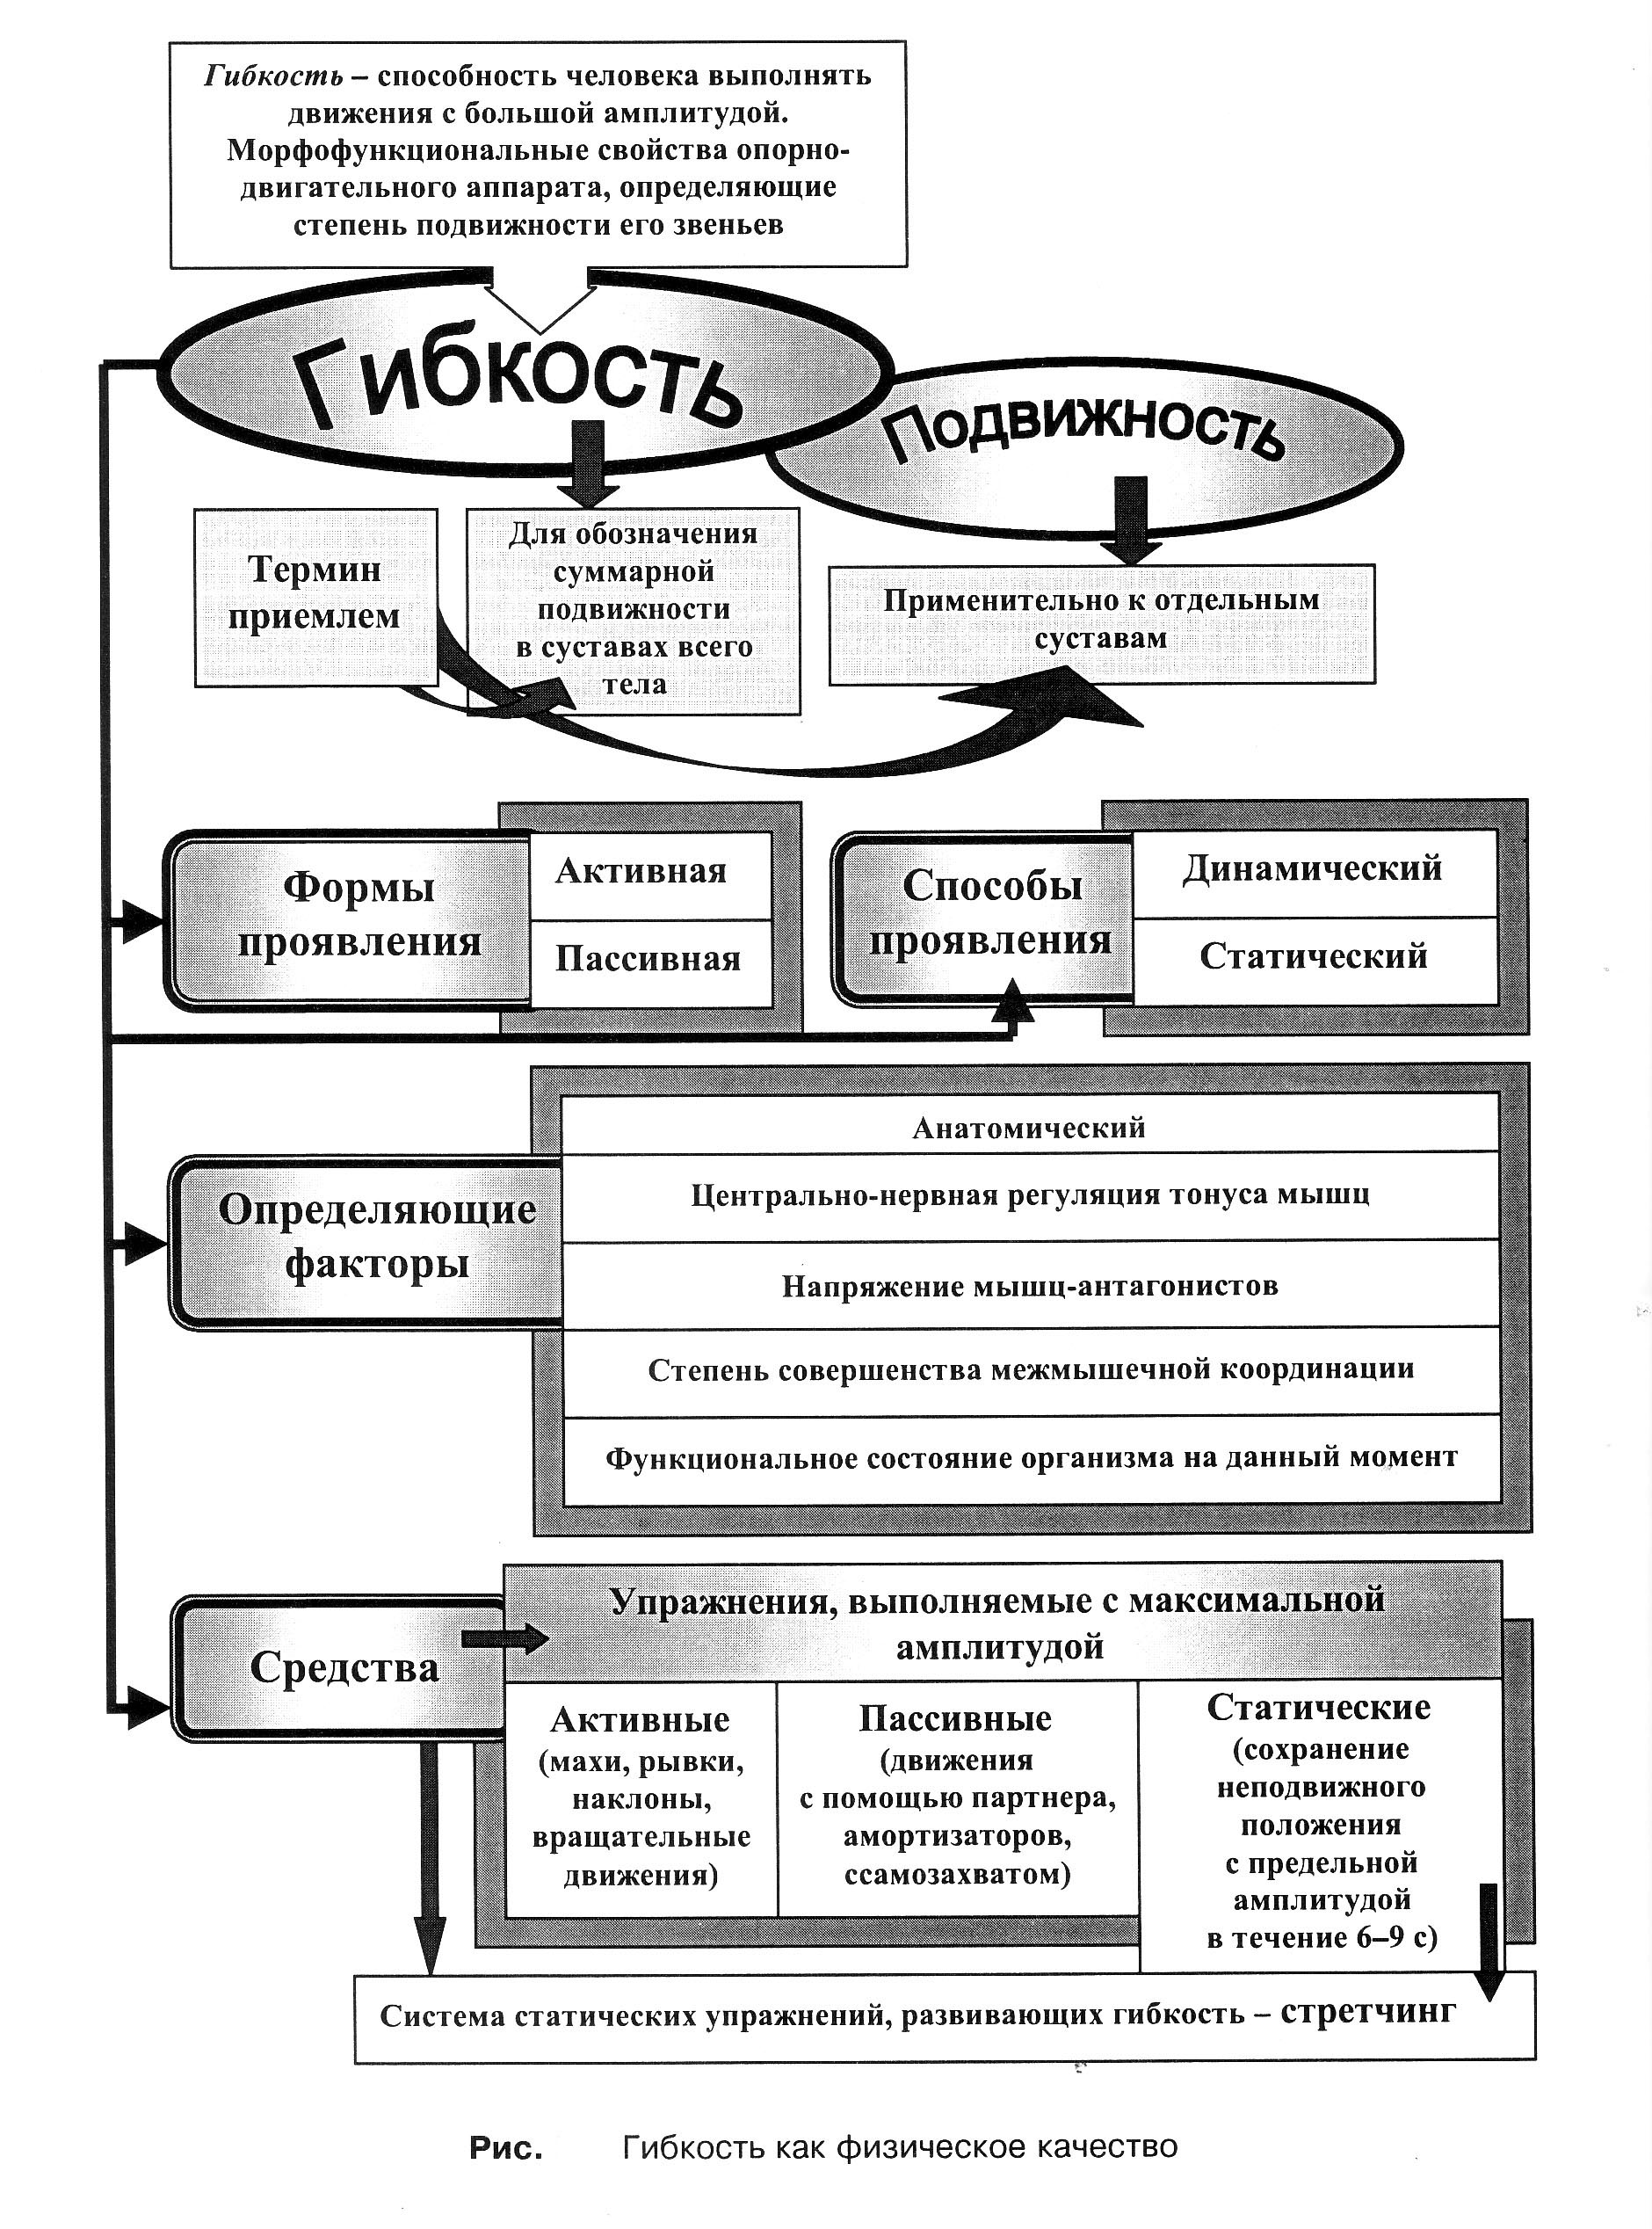 Гибкость – способность человека выполнять
движения с большой амплитудой.
Морфофункциональные свойства опорно-
двигательного аппарата, определяющие
степень подвижности его звеньев
Гибкость
Подвижность
Термин
приемлем
Для обозначения
суммарной
подвижности
в суставах всего
тела
Применительно к отдельным
суставам
Формы
проявления
Активная
Пассивная
Способы
проявления
Динамический
Статический
Определяющие
факторы
Анатомический
Центрально-нервная регуляция тонуса мышц
Напряжение мышц-антагонистов
Степень совершенства межмышечной координации
Функциональное состояние организма на данный момент
Средства
Упражнения, выполняемые с максимальной
амплитудой
Активные
(махи, рывки,
наклоны,
вращательные
движения)
Пассивные
(движения
с помощью партнера,
амортизаторов,
ссамозахватом)
Статические
(сохранение
неподвижного
положения
с предельной
амплитудой
в течение 6–9 с)
Система статических упражнений, развивающих гибкость – стретчинг
Рис. Гибкость как физическое качество